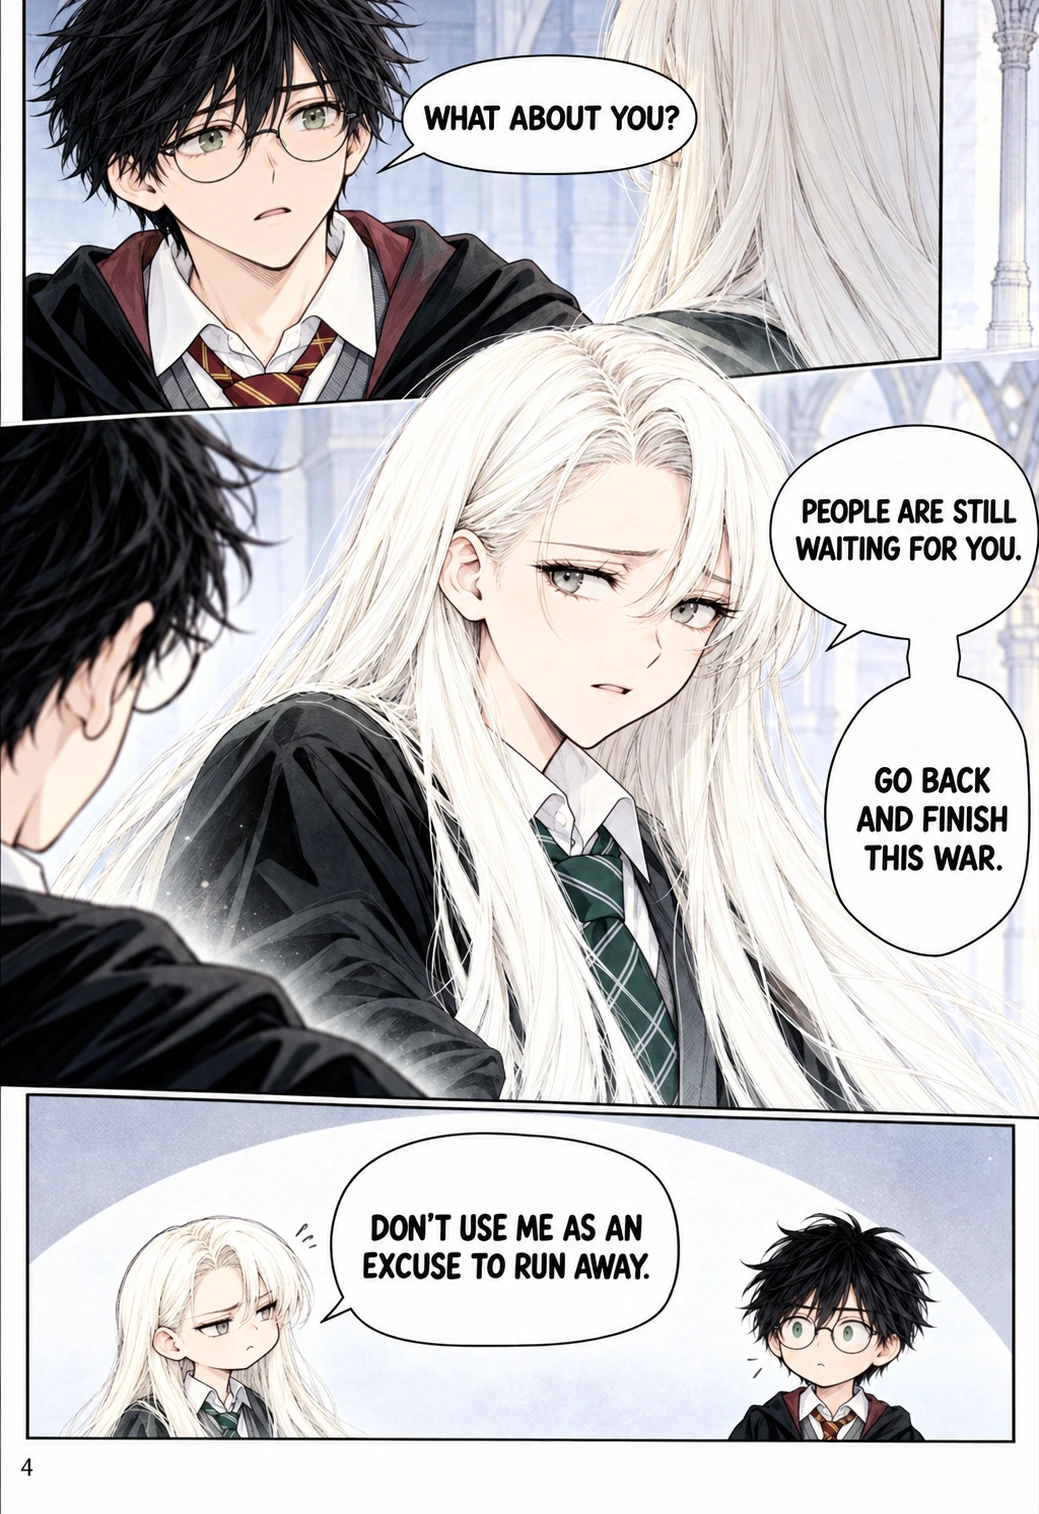 WHAT ABOUT YOU?
PEOPLE ARE STILL
WAITING FOR YOU.
GO BACK
AND FINISH
THIS WAR.
DON'T USE ME AS AN
EXCUSE TO RUN AWAY.
4